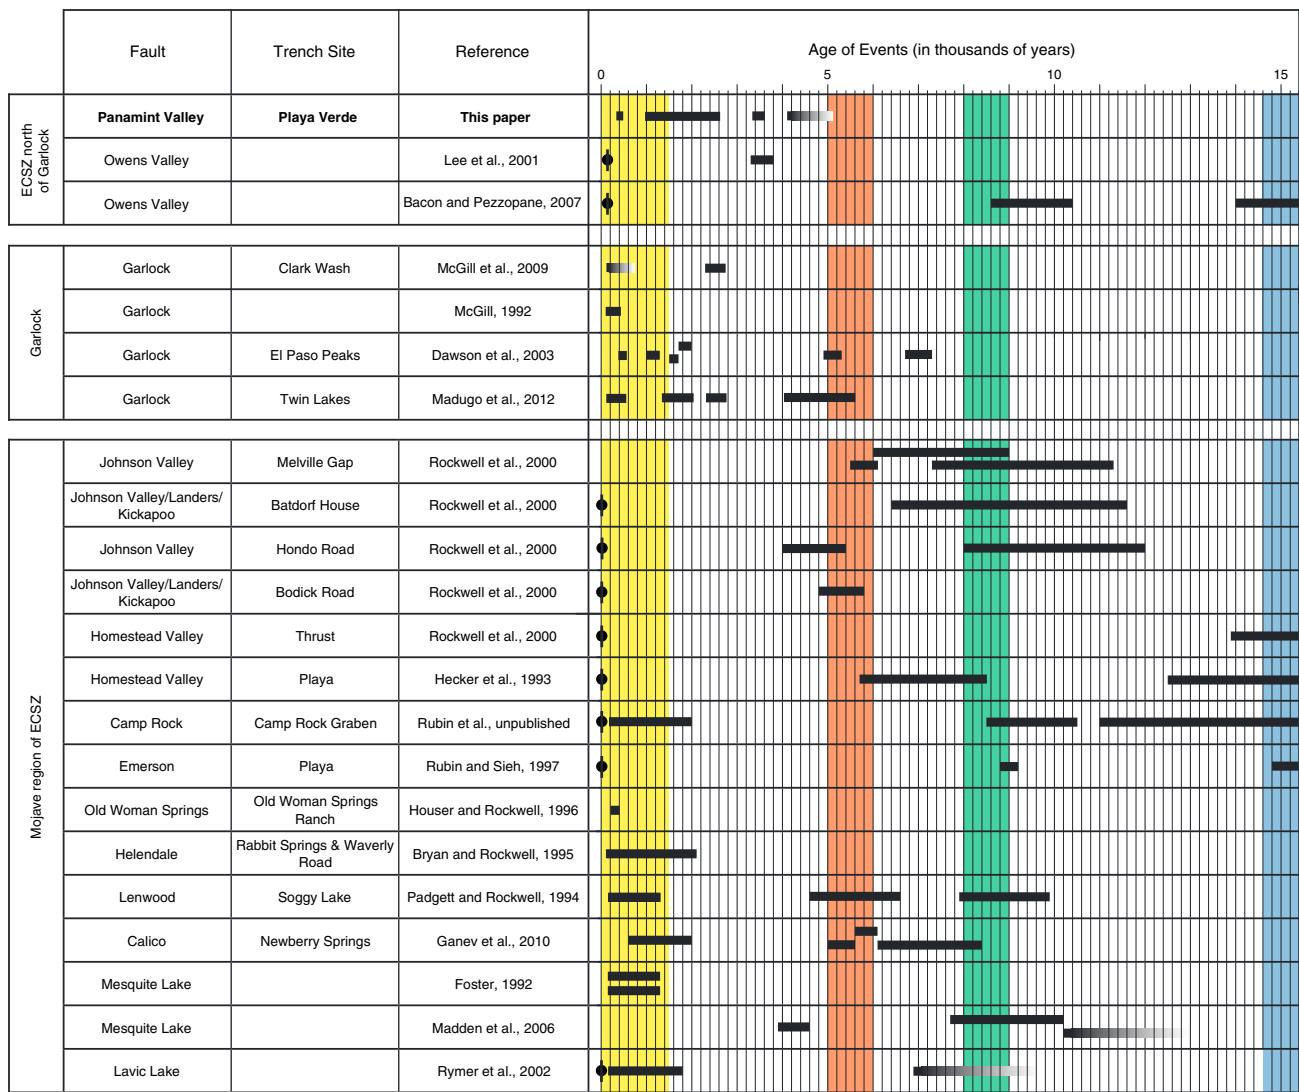 Fault Trench Site Reference Age of Events (in thousands of years)
0 5 10 15
ECSZ north
of Garlock
Panamint Valley Playa Verde This paper
Owens Valley Lee et al., 2001
Owens Valley Bacon and Pezzopane, 2007
Garlock
Garlock Clark Wash McGill et al., 2009
Garlock McGill, 1992
Garlock El Paso Peaks Dawson et al., 2003
Garlock Twin Lakes Madugo et al., 2012
Mojave region of ECSZ
Johnson Valley Melville Gap Rockwell et al., 2000
Johnson Valley/Landers/
Kickapoo Batdorf House Rockwell et al., 2000
Johnson Valley Hondo Road Rockwell et al., 2000
Johnson Valley/Landers/
Kickapoo Bodick Road Rockwell et al., 2000
Homestead Valley Thrust Rockwell et al., 2000
Homestead Valley Playa Hecker et al., 1993
Camp Rock Camp Rock Graben Rubin et al., unpublished
Emerson Playa Rubin and Sieh, 1997
Old Woman Springs Old Woman Springs
Ranch Houser and Rockwell, 1996
Helendale Rabbit Springs & Waverly
Road Bryan and Rockwell, 1995
Lenwood Soggy Lake Padgett and Rockwell, 1994
Calico Newberry Springs Ganev et al., 2010
Mesquite Lake Foster, 1992
Mesquite Lake Madden et al., 2006
Lavic Lake Rymer et al., 2002